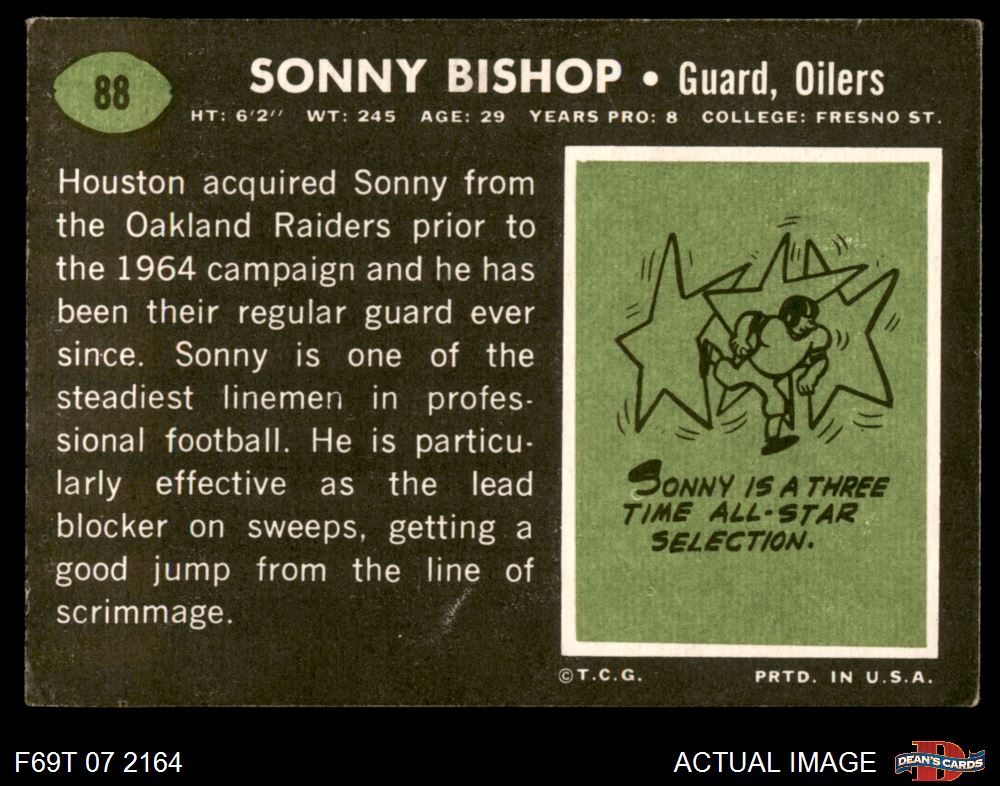 88
SONNY BISHOP • Guard, Oilers
HT: 6'2" WT: 245 AGE: 29 YEARS PRO: 8 COLLEGE: FRESNO ST.
Houston acquired Sonny from
the Oakland Raiders prior to
the 1964 campaign and he has
been their regular guard ever
since. Sonny is one of the
steadiest linemen in profes-
sional football. He is particu-
larly effective as the lead
blocker on sweeps, getting a
good jump from the line of
scrimmage.
SONNY IS A THREE
TIME ALL-STAR
SELECTION.
©T.C.G. PRTD. IN U.S.A.
F69T 07 2164
ACTUAL IMAGE
D
DEAN'S CARDS